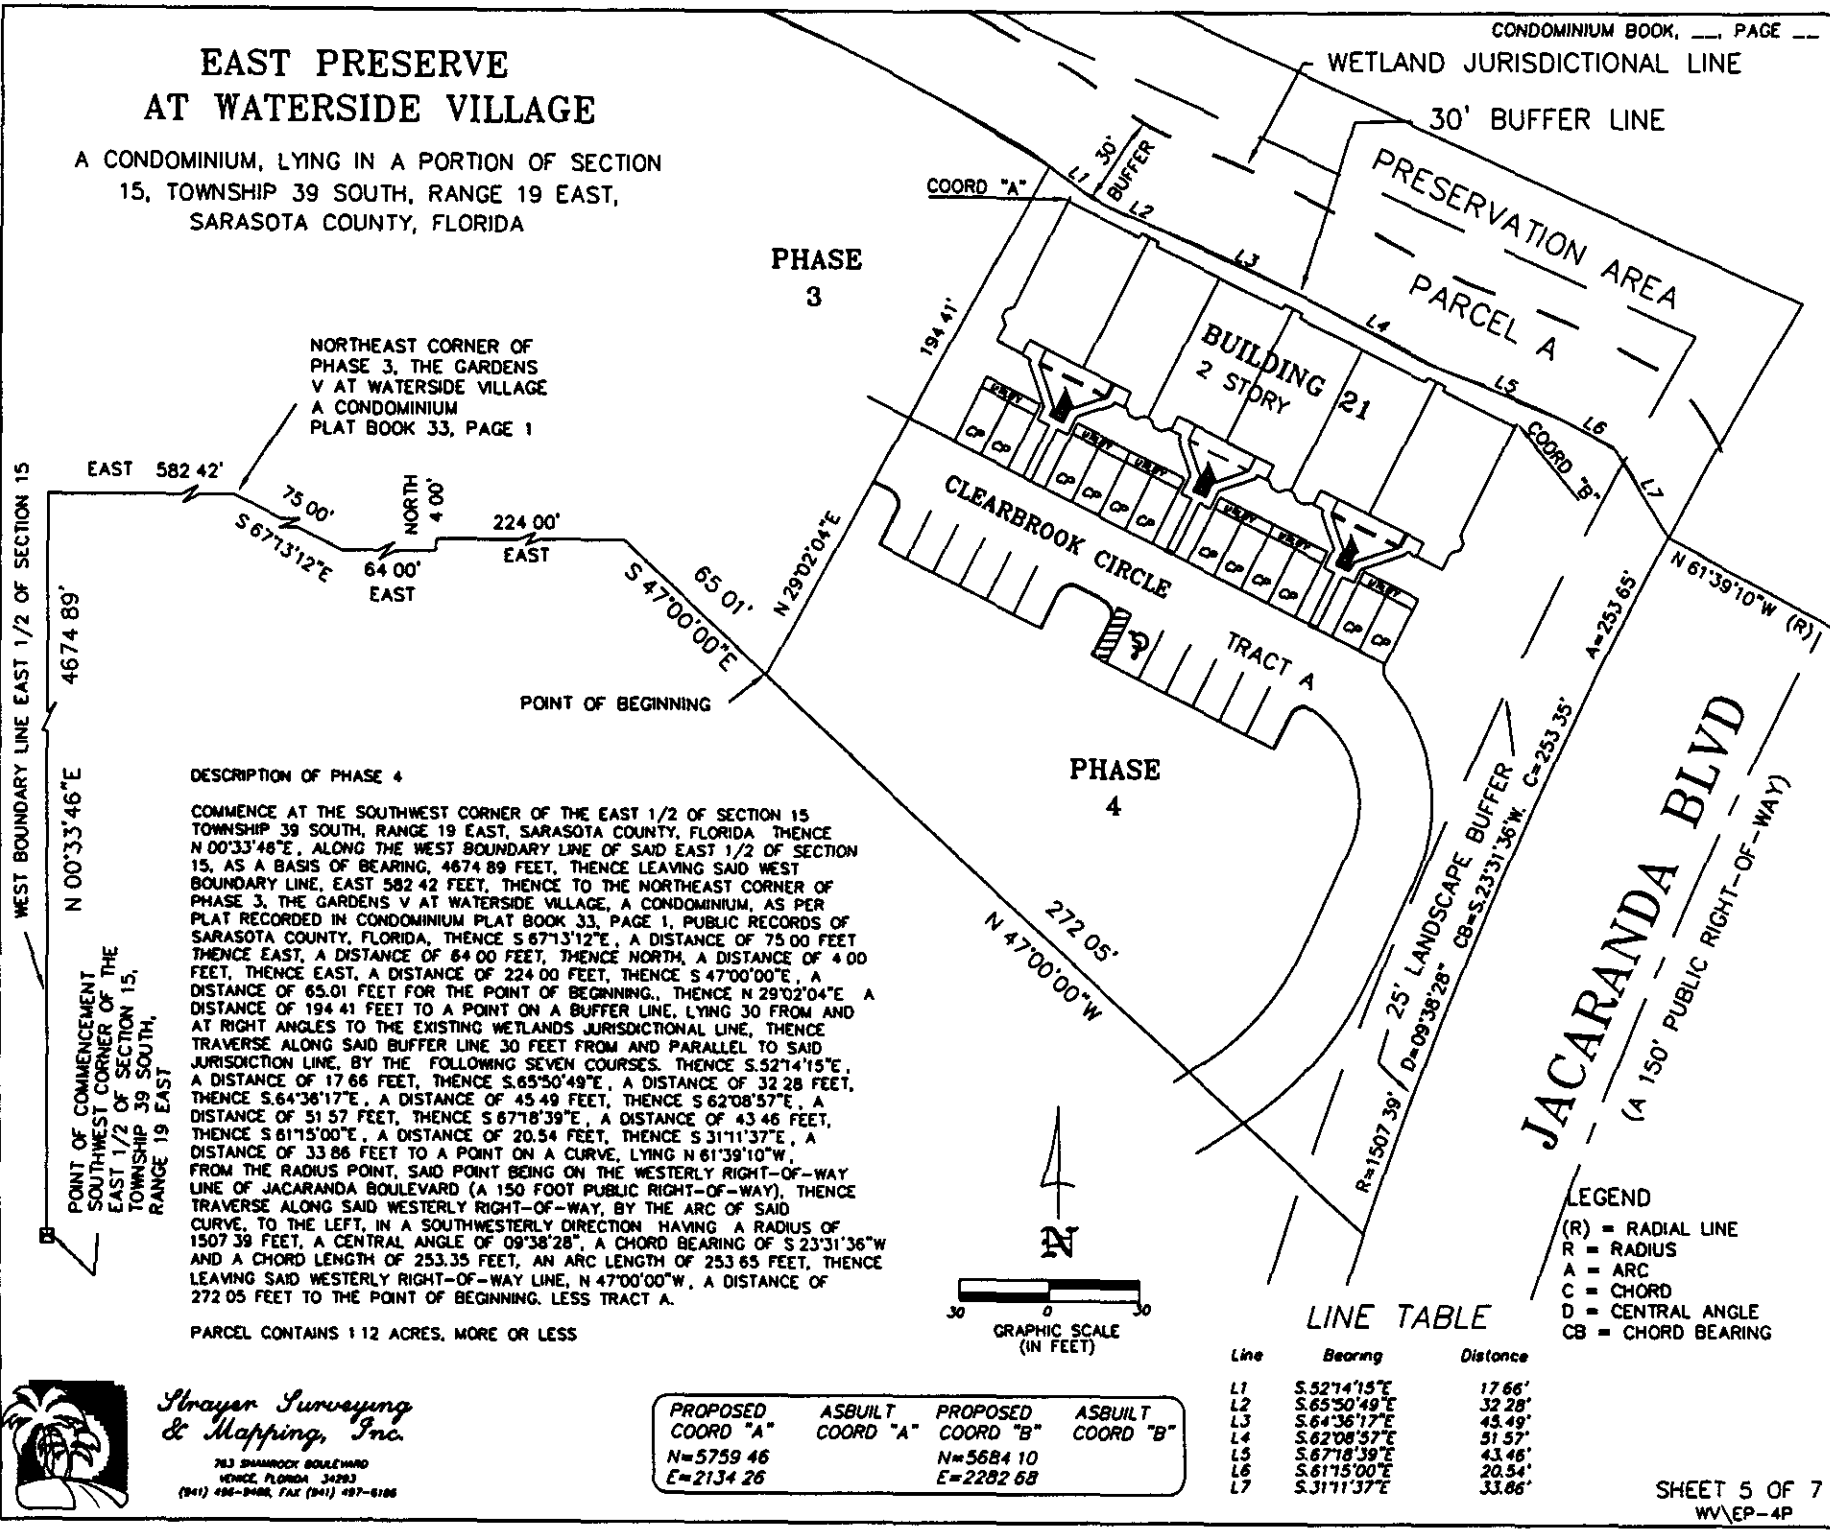 CONDOMINIUM BOOK, __, PAGE __
EAST PRESERVE
AT WATERSIDE VILLAGE
A CONDOMINIUM, LYING IN A PORTION OF SECTION
15, TOWNSHIP 39 SOUTH, RANGE 19 EAST,
SARASOTA COUNTY, FLORIDA
WETLAND JURISDICTIONAL LINE
30' BUFFER LINE
PRESERVATION AREA
PARCEL A
30'
BUFFER
COORD "A"
L1
L2
L3
L4
L5
L6
L7
PHASE
3
194 41'
N 29°02'04"E
BUILDING 21
2 STORY
COORD "B"
UTILITY
CP CP
UTILITY
UTILITY
CP CP CP CP
UTILITY
UTILITY
CP CP CP CP
UTILITY
CP CP
CLEARBROOK CIRCLE
TRACT A
NORTHEAST CORNER OF
PHASE 3, THE GARDENS
V AT WATERSIDE VILLAGE
A CONDOMINIUM
PLAT BOOK 33, PAGE 1
EAST 582 42'
75 00'
S 67°13'12"E
64 00'
EAST
NORTH
4 00'
224 00'
EAST
65 01'
S 47°00'00"E
POINT OF BEGINNING
WEST BOUNDARY LINE EAST 1/2 OF SECTION 15
4674 89'
N 00°33'46"E
POINT OF COMMENCEMENT
SOUTHWEST CORNER OF THE
EAST 1/2 OF SECTION 15,
TOWNSHIP 39 SOUTH,
RANGE 19 EAST
PHASE
4
272 05'
N 47°00'00"W
N 61°39'10"W (R)
A=253 65'
C=253 35'
CB=S.23°31'36"W.
D=09°38'28"
R=1507 39'
25' LANDSCAPE BUFFER
JACARANDA BLVD
(A 150' PUBLIC RIGHT-OF-WAY)
DESCRIPTION OF PHASE 4
COMMENCE AT THE SOUTHWEST CORNER OF THE EAST 1/2 OF SECTION 15
TOWNSHIP 39 SOUTH, RANGE 19 EAST, SARASOTA COUNTY, FLORIDA THENCE
N 00°33'46"E, ALONG THE WEST BOUNDARY LINE OF SAID EAST 1/2 OF SECTION
15, AS A BASIS OF BEARING, 4674 89 FEET, THENCE LEAVING SAID WEST
BOUNDARY LINE, EAST 582 42 FEET, THENCE TO THE NORTHEAST CORNER OF
PHASE 3, THE GARDENS V AT WATERSIDE VILLAGE, A CONDOMINIUM, AS PER
PLAT RECORDED IN CONDOMINIUM PLAT BOOK 33, PAGE 1, PUBLIC RECORDS OF
SARASOTA COUNTY, FLORIDA, THENCE S 67°13'12"E, A DISTANCE OF 75 00 FEET
THENCE EAST, A DISTANCE OF 64 00 FEET, THENCE NORTH, A DISTANCE OF 4 00
FEET, THENCE EAST, A DISTANCE OF 224 00 FEET, THENCE S 47°00'00"E, A
DISTANCE OF 65.01 FEET FOR THE POINT OF BEGINNING., THENCE N 29°02'04"E A
DISTANCE OF 194 41 FEET TO A POINT ON A BUFFER LINE, LYING 30 FROM AND
AT RIGHT ANGLES TO THE EXISTING WETLANDS JURISDICTIONAL LINE, THENCE
TRAVERSE ALONG SAID BUFFER LINE 30 FEET FROM AND PARALLEL TO SAID
JURISDICTION LINE, BY THE FOLLOWING SEVEN COURSES. THENCE S.52°14'15"E,
A DISTANCE OF 17 66 FEET, THENCE S.65°50'49"E, A DISTANCE OF 32 28 FEET,
THENCE S.64°36'17"E, A DISTANCE OF 45 49 FEET, THENCE S 62°08'57"E, A
DISTANCE OF 51 57 FEET, THENCE S 67°18'39"E, A DISTANCE OF 43 46 FEET,
THENCE S 61°15'00"E, A DISTANCE OF 20.54 FEET, THENCE S 31°11'37"E, A
DISTANCE OF 33 86 FEET TO A POINT ON A CURVE, LYING N 61°39'10"W,
FROM THE RADIUS POINT, SAID POINT BEING ON THE WESTERLY RIGHT-OF-WAY
LINE OF JACARANDA BOULEVARD (A 150 FOOT PUBLIC RIGHT-OF-WAY), THENCE
TRAVERSE ALONG SAID WESTERLY RIGHT-OF-WAY, BY THE ARC OF SAID
CURVE, TO THE LEFT, IN A SOUTHWESTERLY DIRECTION HAVING A RADIUS OF
1507 39 FEET, A CENTRAL ANGLE OF 09°38'28", A CHORD BEARING OF S 23°31'36"W
AND A CHORD LENGTH OF 253.35 FEET, AN ARC LENGTH OF 253 65 FEET, THENCE
LEAVING SAID WESTERLY RIGHT-OF-WAY LINE, N 47°00'00"W, A DISTANCE OF
272 05 FEET TO THE POINT OF BEGINNING. LESS TRACT A.
PARCEL CONTAINS 1 12 ACRES, MORE OR LESS
N
30 0 30
GRAPHIC SCALE
(IN FEET)
LEGEND
(R) = RADIAL LINE
R = RADIUS
A = ARC
C = CHORD
D = CENTRAL ANGLE
CB = CHORD BEARING
LINE TABLE
Line Bearing Distance
L1 S.52°14'15"E 17 66'
L2 S.65°50'49"E 32 28'
L3 S.64°36'17"E 45.49'
L4 S.62°08'57"E 51.57'
L5 S.67°18'39"E 43.46'
L6 S.61°15'00"E 20.54'
L7 S.31°11'37"E 33.86'
Strayer Surveying
& Mapping, Inc.
763 SHAMROCK BOULEVARD
VENICE, FLORIDA 34293
(941) 496-9488, FAX (941) 497-6186
PROPOSED ASBUILT PROPOSED ASBUILT
COORD "A" COORD "A" COORD "B" COORD "B"
N=5759 46 N=5684 10
E=2134 26 E=2282 68
SHEET 5 OF 7
WV\EP-4P